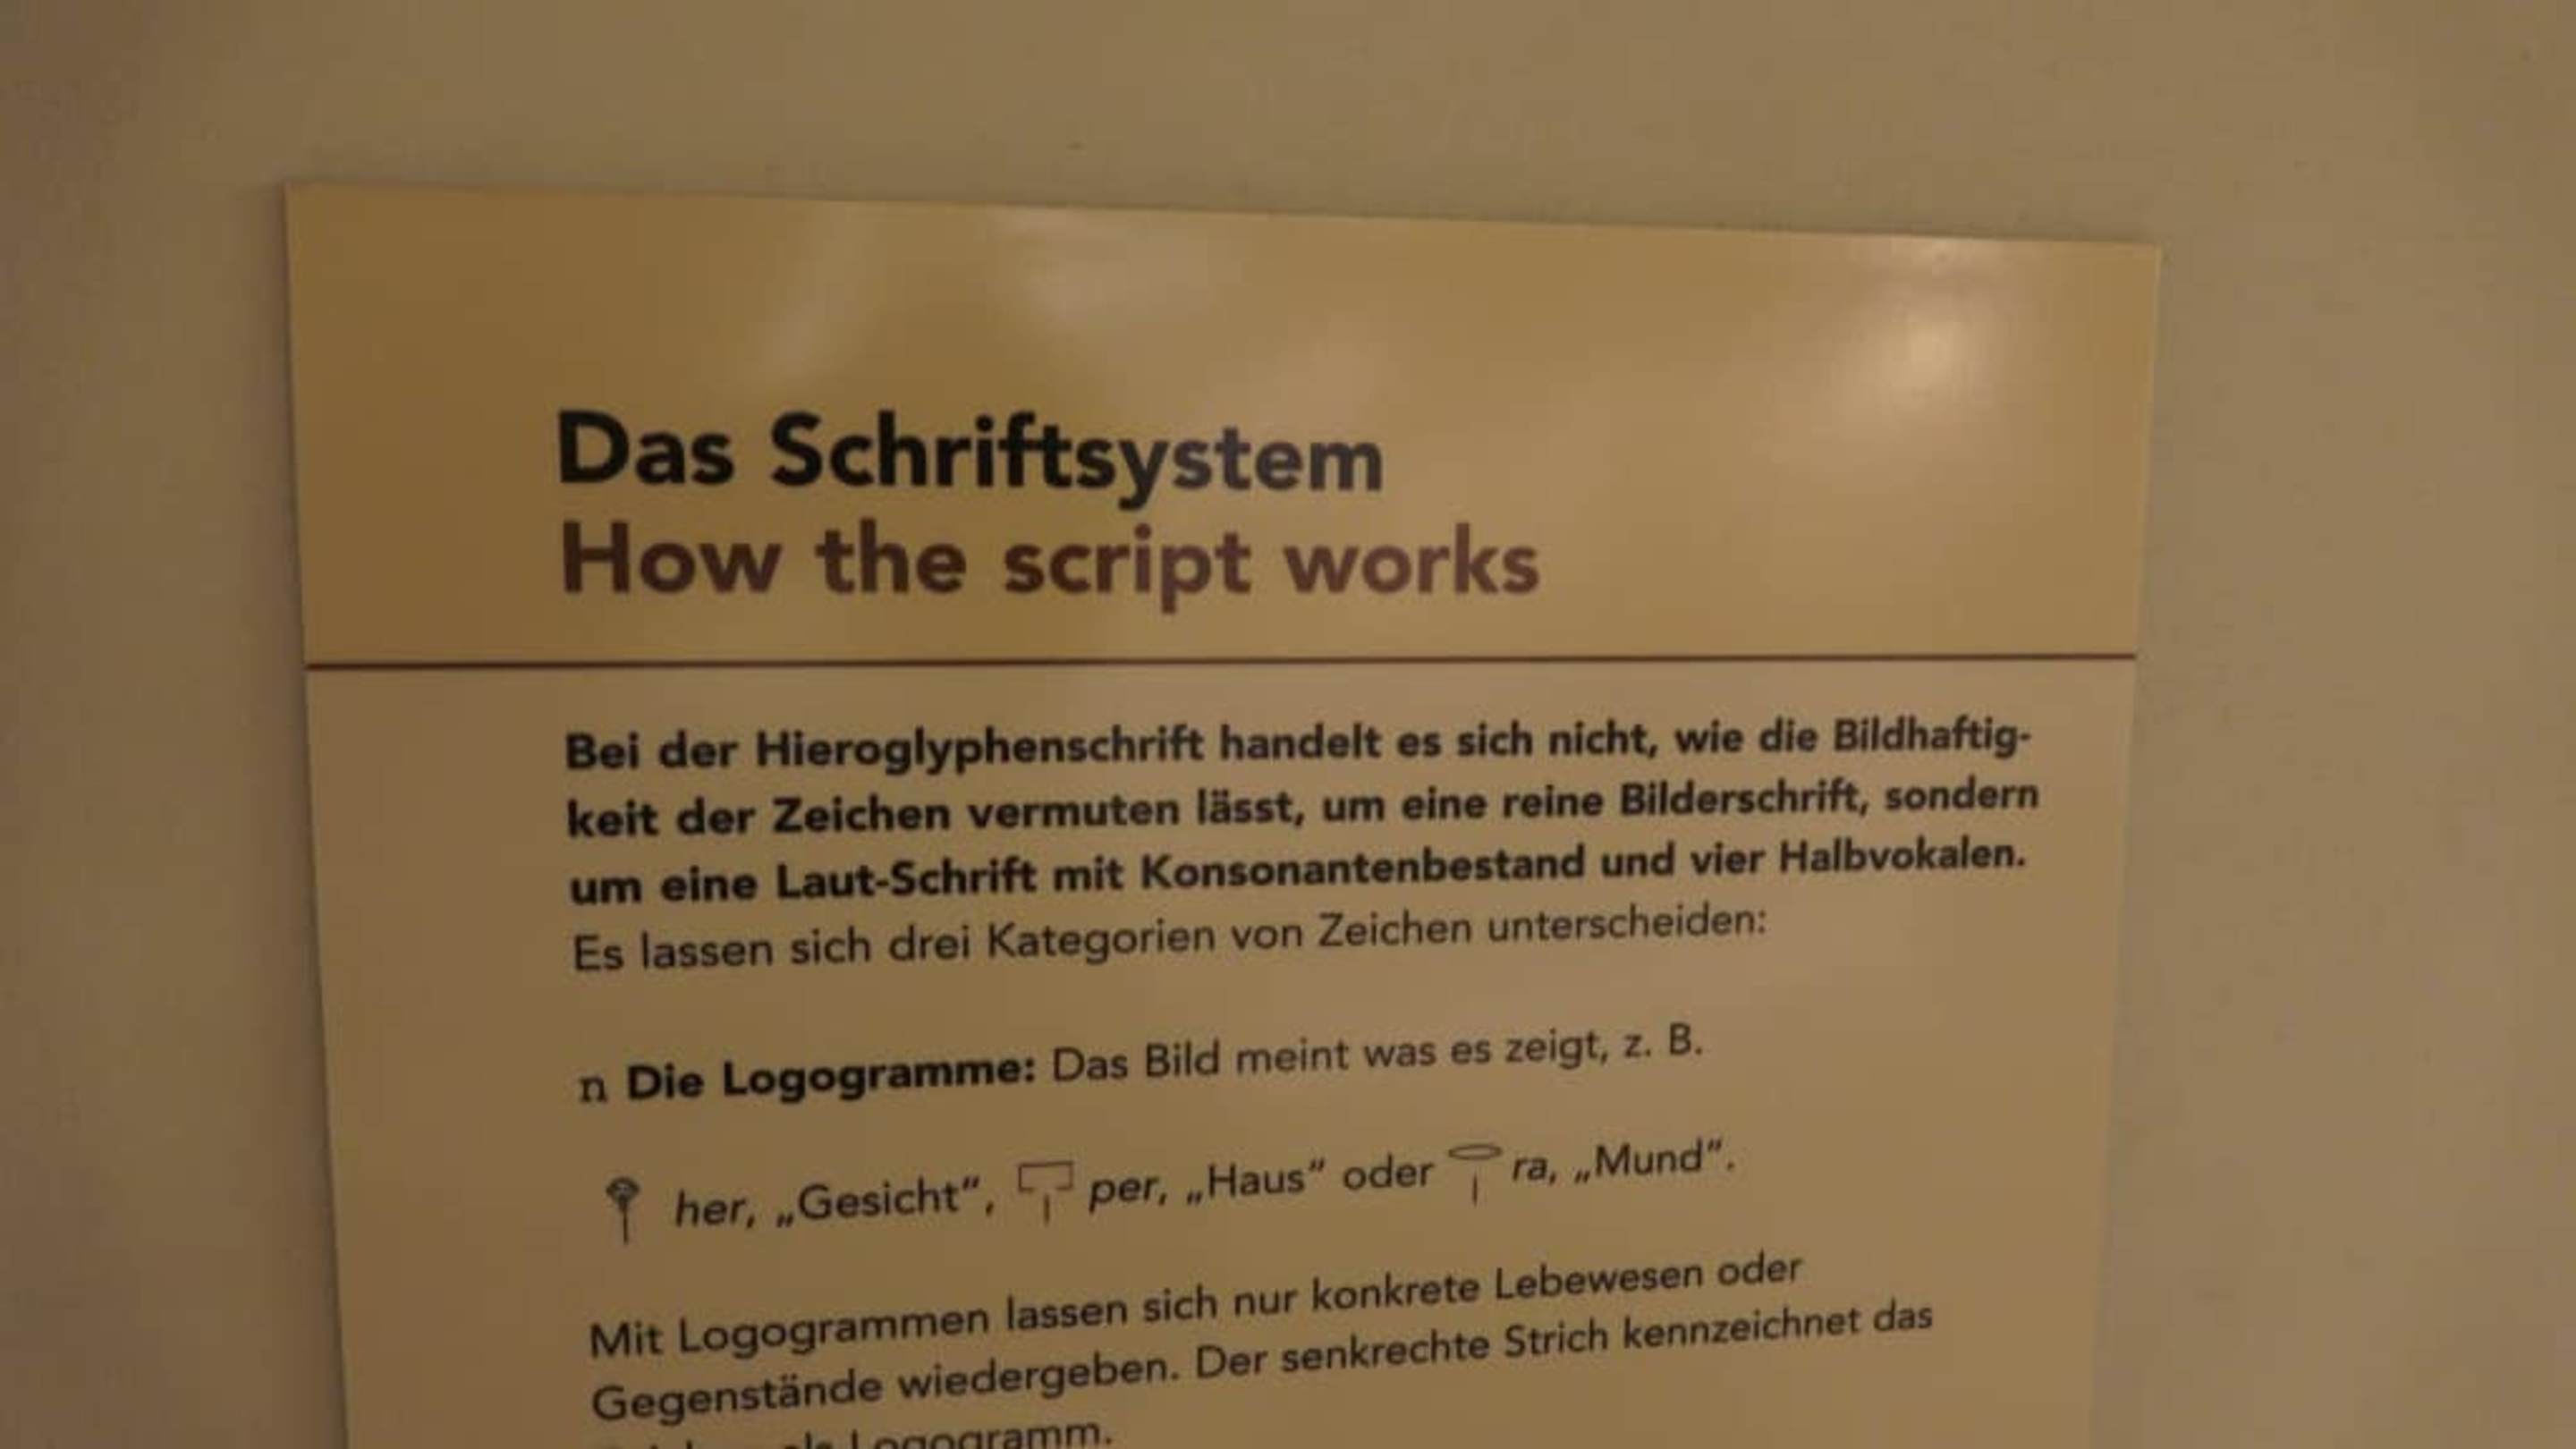 Das Schriftsystem
How the script works
Bei der Hieroglyphenschrift handelt es sich nicht, wie die Bildhaftig-
keit der Zeichen vermuten lässt, um eine reine Bilderschrift, sondern
um eine Laut-Schrift mit Konsonantenbestand und vier Halbvokalen.
Es lassen sich drei Kategorien von Zeichen unterscheiden:
n Die Logogramme: Das Bild meint was es zeigt, z. B.
her, „Gesicht“, per, „Haus“ oder ra, „Mund“.
Mit Logogrammen lassen sich nur konkrete Lebewesen oder
Gegenstände wiedergeben. Der senkrechte Strich kennzeichnet das
Logogramm.